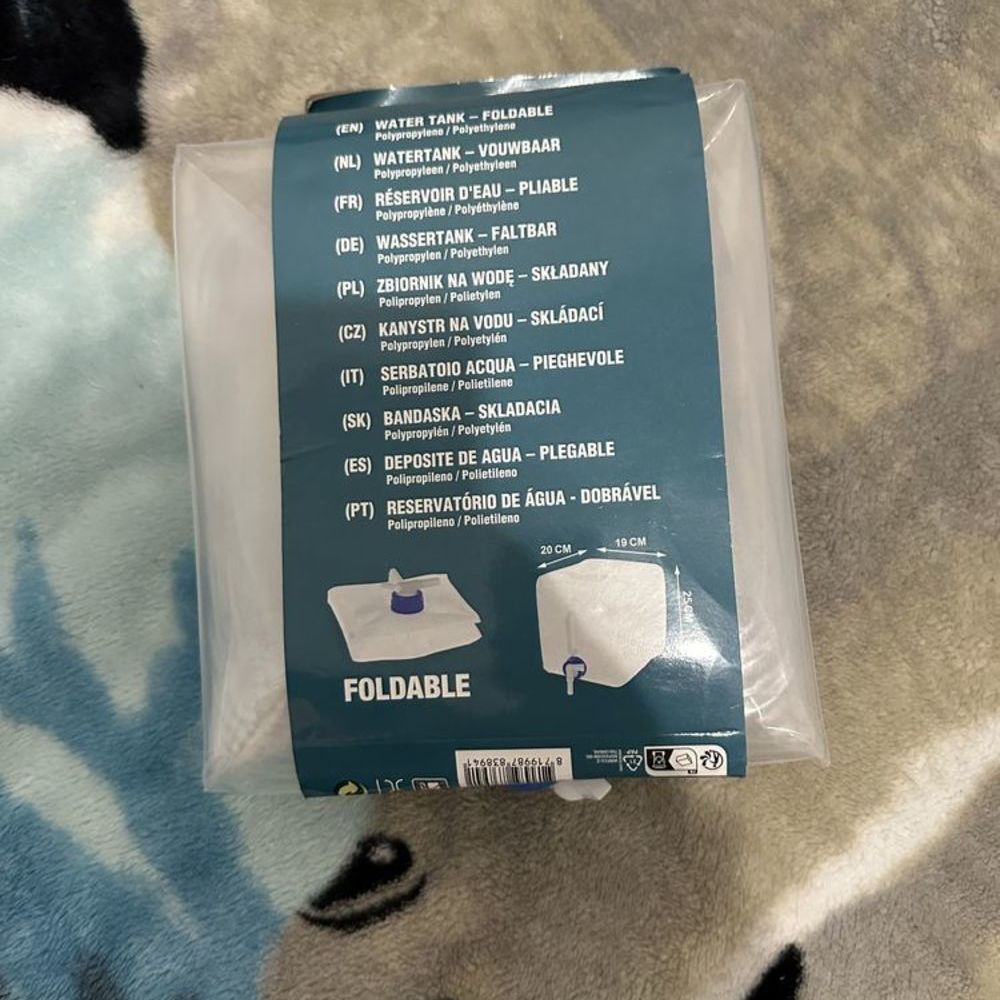 (EN) WATER TANK – FOLDABLE
Polypropylene / Polyethylene
(NL) WATERTANK – VOUWBAAR
Polypropyleen / Polyethyleen
(FR) RÉSERVOIR D'EAU – PLIABLE
Polypropylène / Polyéthylène
(DE) WASSERTANK – FALTBAR
Polypropylen / Polyethylen
(PL) ZBIORNIK NA WODĘ – SKŁADANY
Polipropylen / Polietylen
(CZ) KANYSTR NA VODU – SKLÁDACÍ
Polypropylen / Polyetylén
(IT) SERBATOIO ACQUA – PIEGHEVOLE
Polipropilene / Polietilene
(SK) BANDASKA – SKLADACIA
Polypropylén / Polyetylén
(ES) DEPOSITE DE AGUA – PLEGABLE
Polipropileno / Polietileno
(PT) RESERVATÓRIO DE ÁGUA - DOBRÁVEL
Polipropileno / Polietileno
20 CM
19 CM
25 CM
FOLDABLE
8 719987 838941
21
PAP